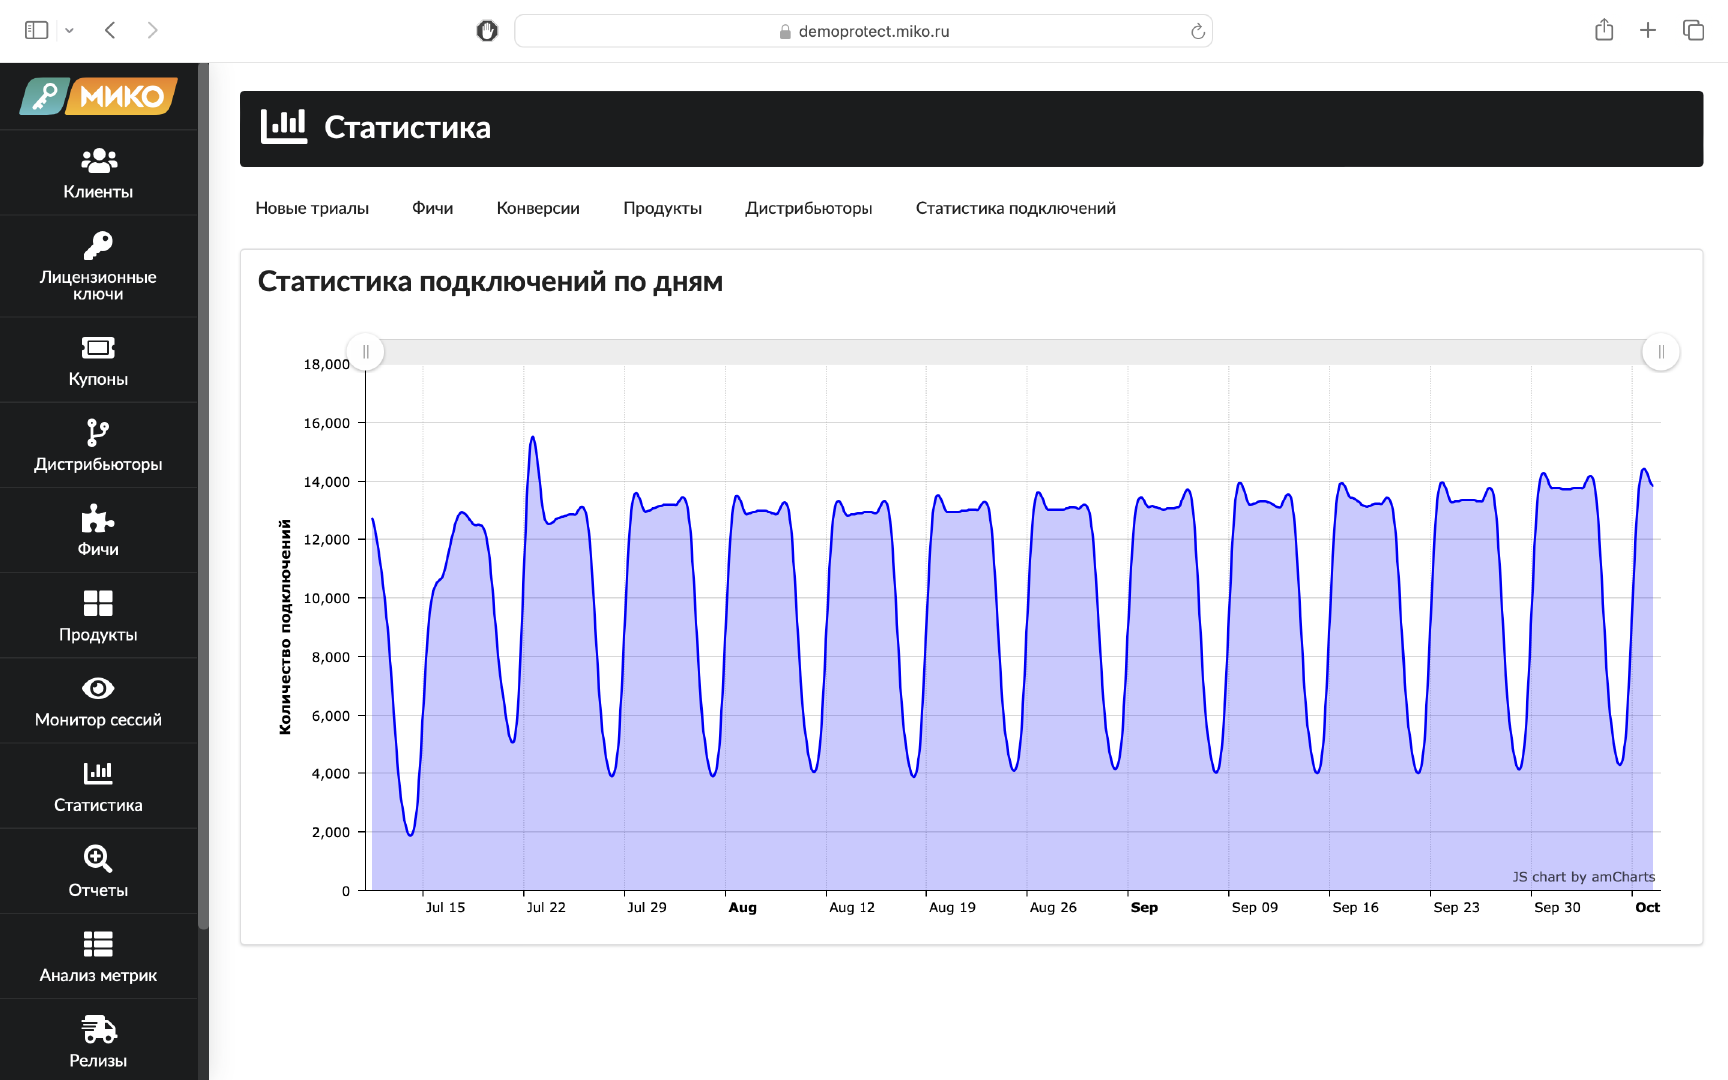 demoprotect.miko.ru
МИКО
Клиенты
Лицензионные
ключи
Купоны
Дистрибьюторы
Фичи
Продукты
Монитор сессий
Статистика
Отчеты
Анализ метрик
Релизы
Статистика
Новые триалы Фичи Конверсии Продукты Дистрибьюторы Статистика подключений
Статистика подключений по дням
Количество подключений
18,000
16,000
14,000
12,000
10,000
8,000
6,000
4,000
2,000
0
JS chart by amCharts
Jul 15 Jul 22 Jul 29 Aug Aug 12 Aug 19 Aug 26 Sep Sep 09 Sep 16 Sep 23 Sep 30 Oct